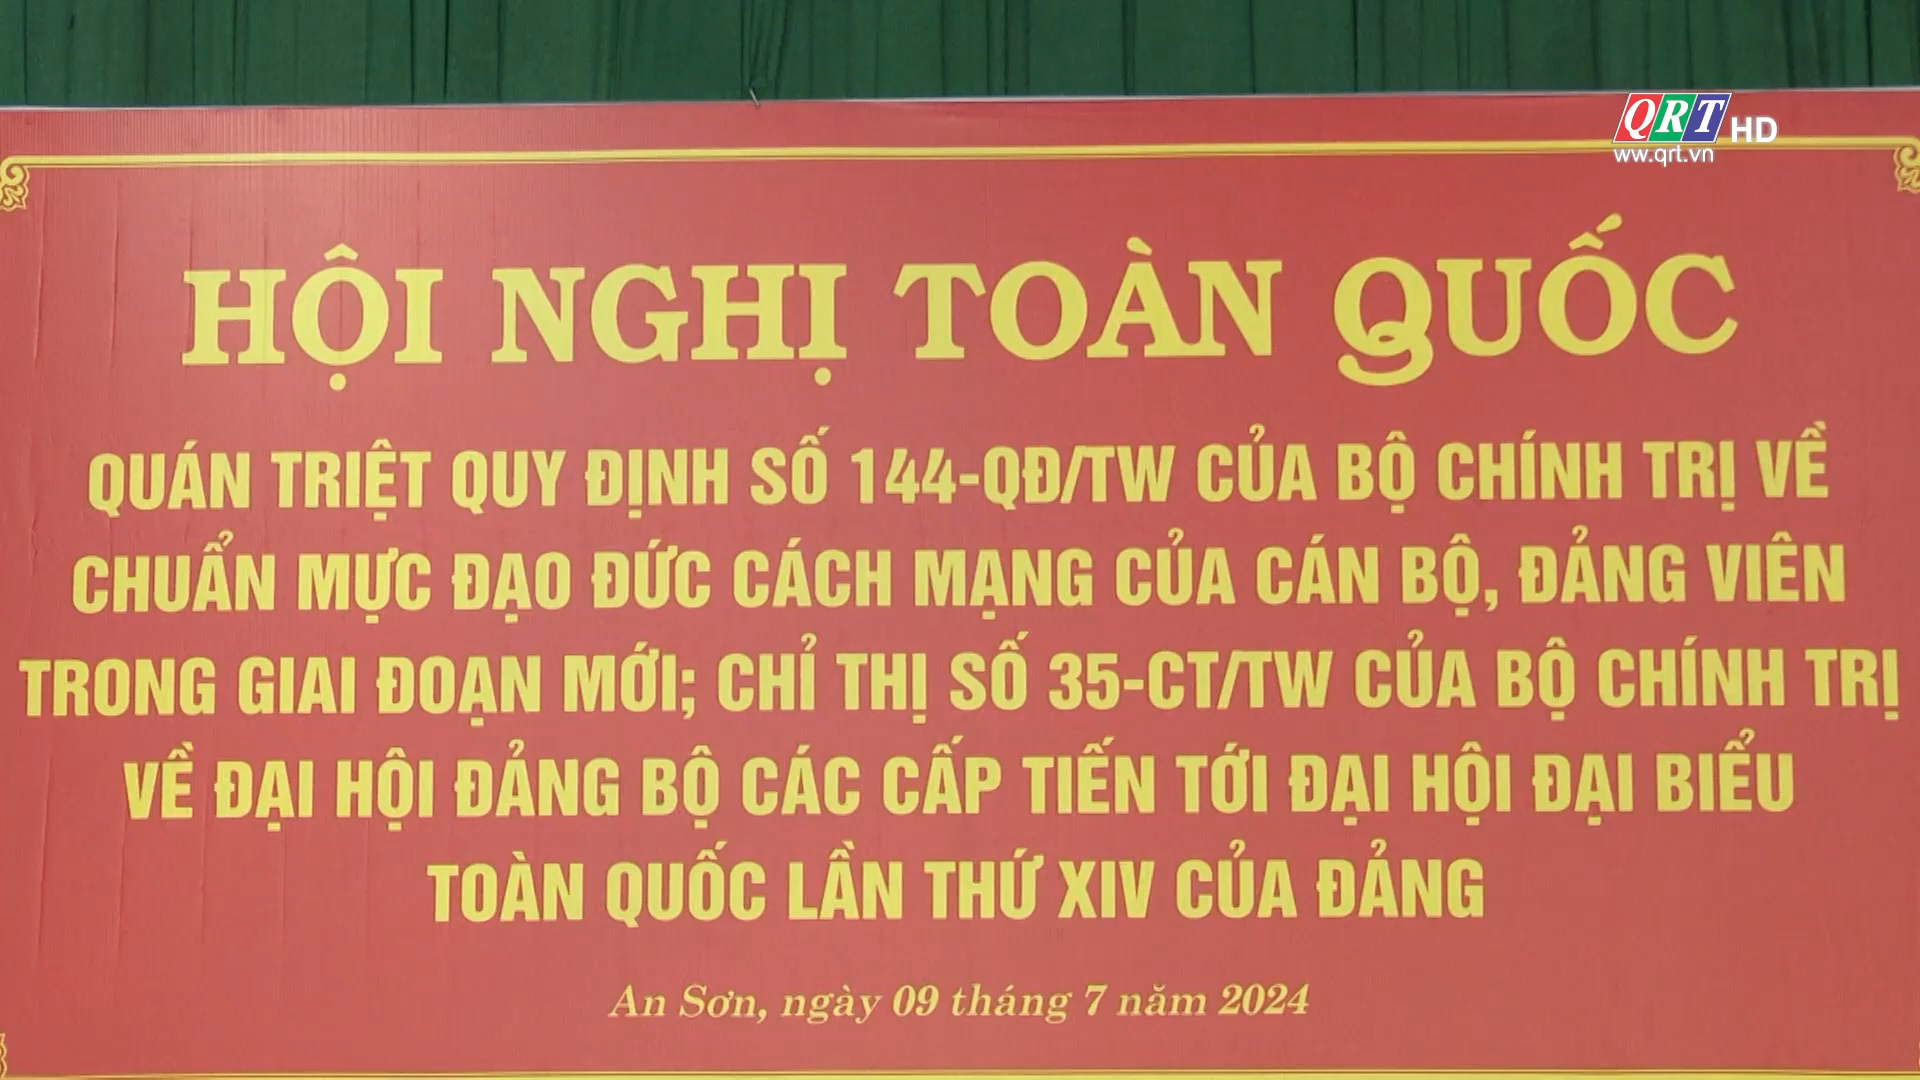 QRT HD
ww.qrt.vn
HỘI NGHỊ TOÀN QUỐC
QUÁN TRIỆT QUY ĐỊNH SỐ 144-QĐ/TW CỦA BỘ CHÍNH TRỊ VỀ
CHUẨN MỰC ĐẠO ĐỨC CÁCH MẠNG CỦA CÁN BỘ, ĐẢNG VIÊN
TRONG GIAI ĐOẠN MỚI; CHỈ THỊ SỐ 35-CT/TW CỦA BỘ CHÍNH TRỊ
VỀ ĐẠI HỘI ĐẢNG BỘ CÁC CẤP TIẾN TỚI ĐẠI HỘI ĐẠI BIỂU
TOÀN QUỐC LẦN THỨ XIV CỦA ĐẢNG
An Sơn, ngày 09 tháng 7 năm 2024